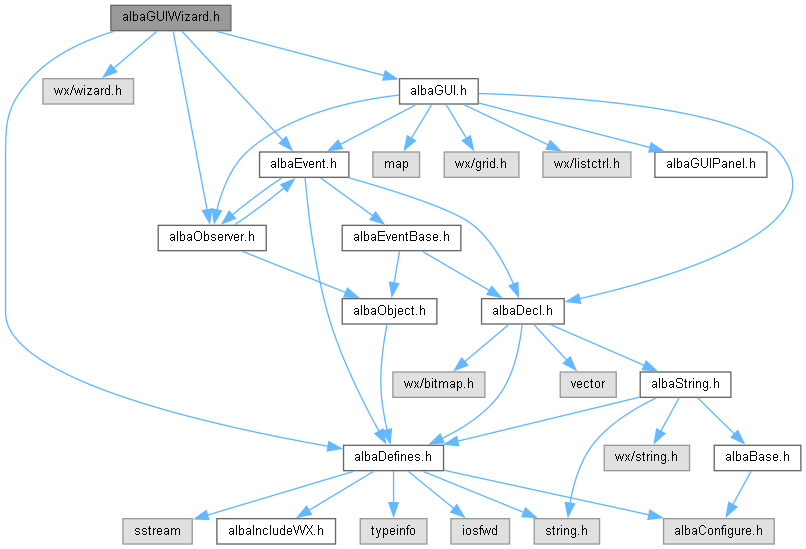 albaGUIWizard.h
wx/wizard.h
albaGUI.h
albaEvent.h
map
wx/grid.h
wx/listctrl.h
albaGUIPanel.h
albaObserver.h
albaEventBase.h
albaObject.h
albaDecl.h
wx/bitmap.h
vector
albaString.h
albaDefines.h
wx/string.h
albaBase.h
sstream
albaIncludeWX.h
typeinfo
iosfwd
string.h
albaConfigure.h